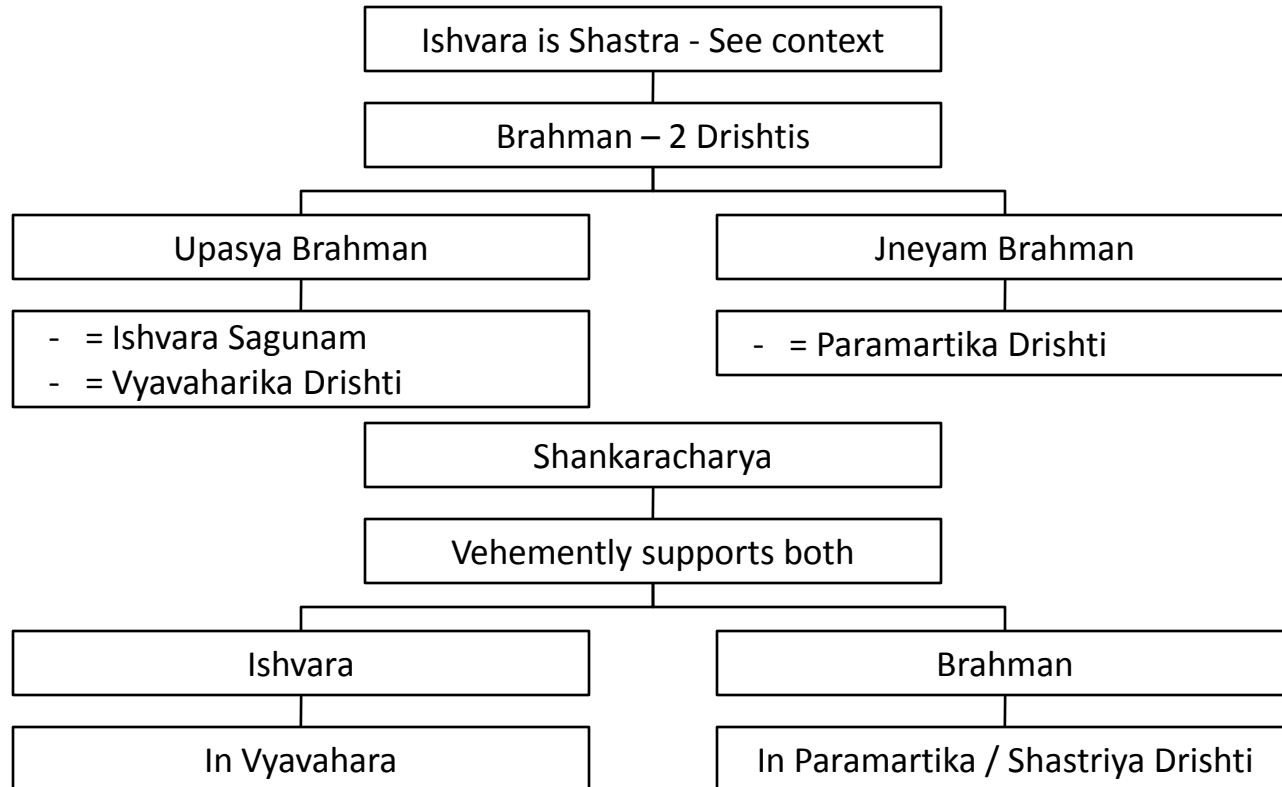 Ishvara is Shastra - See context
Brahman – 2 Drishtis
Upasya Brahman
Jneyam Brahman
- = Ishvara Sagunam
- = Vyavaharika Drishti
- = Paramartika Drishti
Shankaracharya
Vehemently supports both
Ishvara
Brahman
In Vyavahara
In Paramartika / Shastriya Drishti